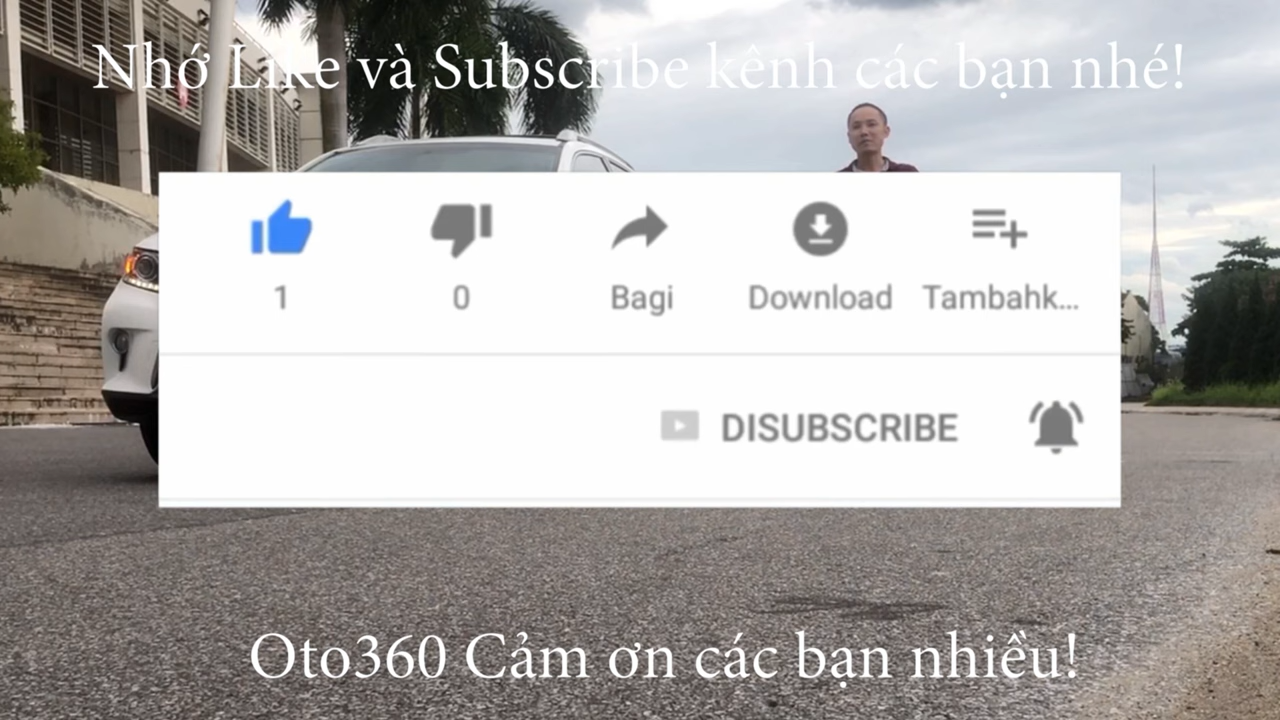 Nhớ Like và Subscribe kênh các bạn nhé!
1 0 Bagi Download Tambahk...
DISUBSCRIBE
Oto360 Cảm ơn các bạn nhiều!